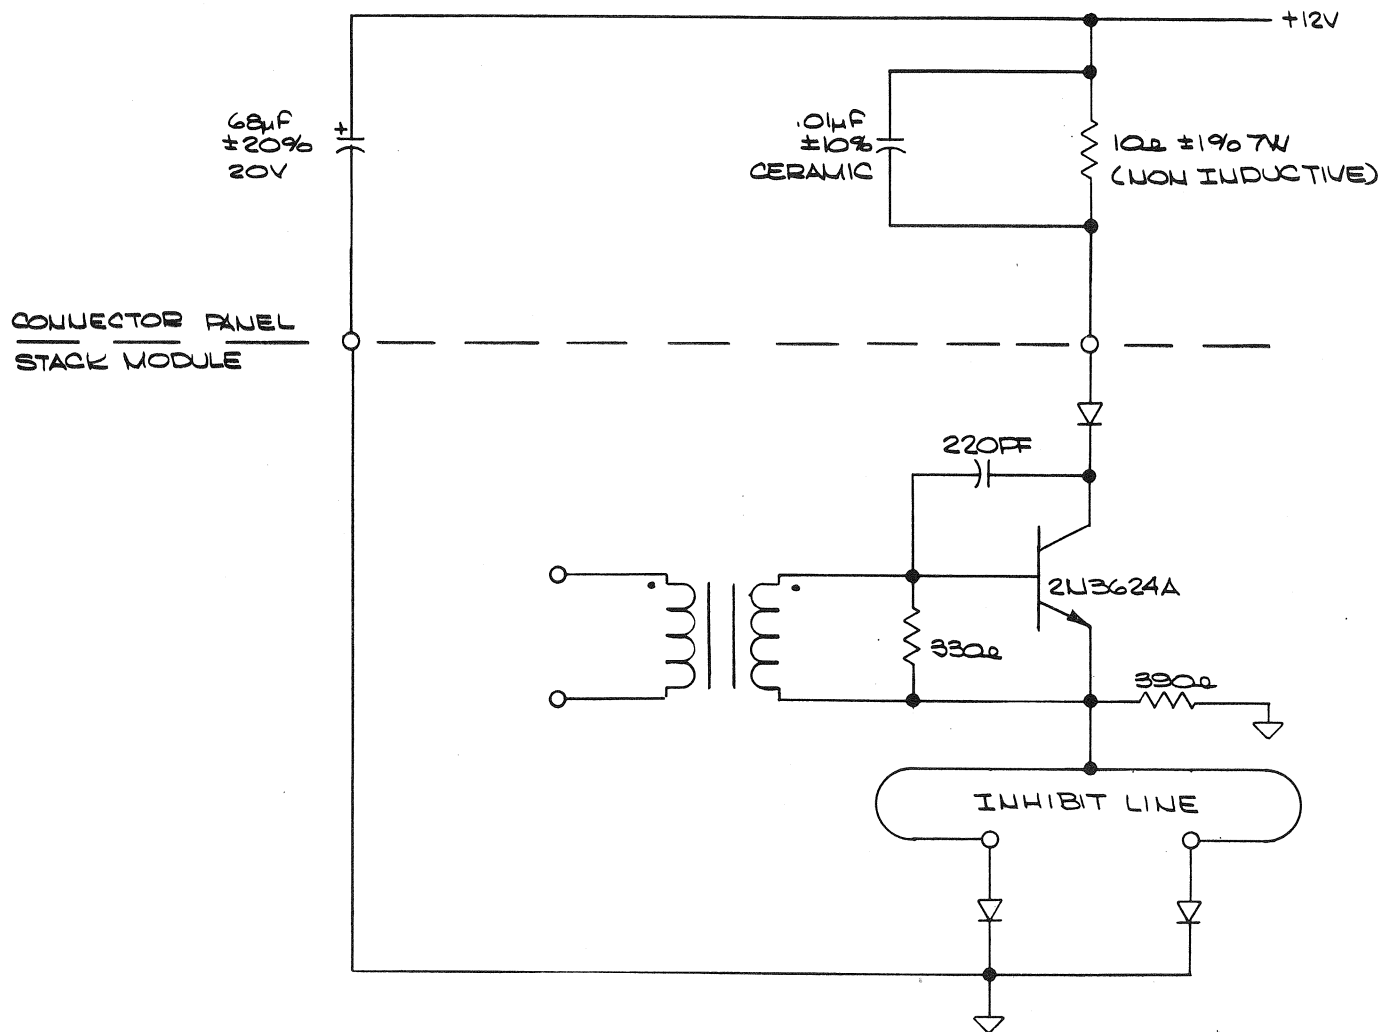 +12V
68µF
±20%
20V
+
.01µF
±10%
CERAMIC
10Ω ±1% 7W
(NON INDUCTIVE)
CONNECTOR PANEL
STACK MODULE
220PF
2N3624A
330Ω
390Ω
INHIBIT LINE